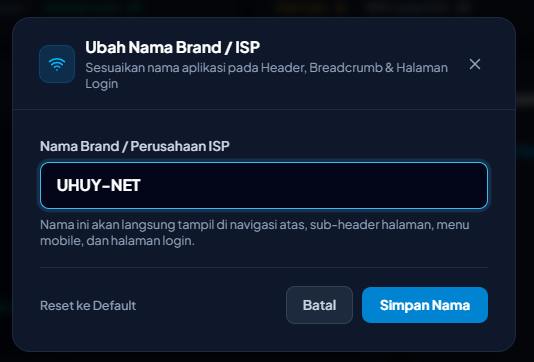 Ubah Nama Brand / ISP
Sesuaikan nama aplikasi pada Header, Breadcrumb & Halaman
Login
Nama Brand / Perusahaan ISP
UHUY-NET
Nama ini akan langsung tampil di navigasi atas, sub-header halaman, menu
mobile, dan halaman login.
Reset ke Default
Batal
Simpan Nama